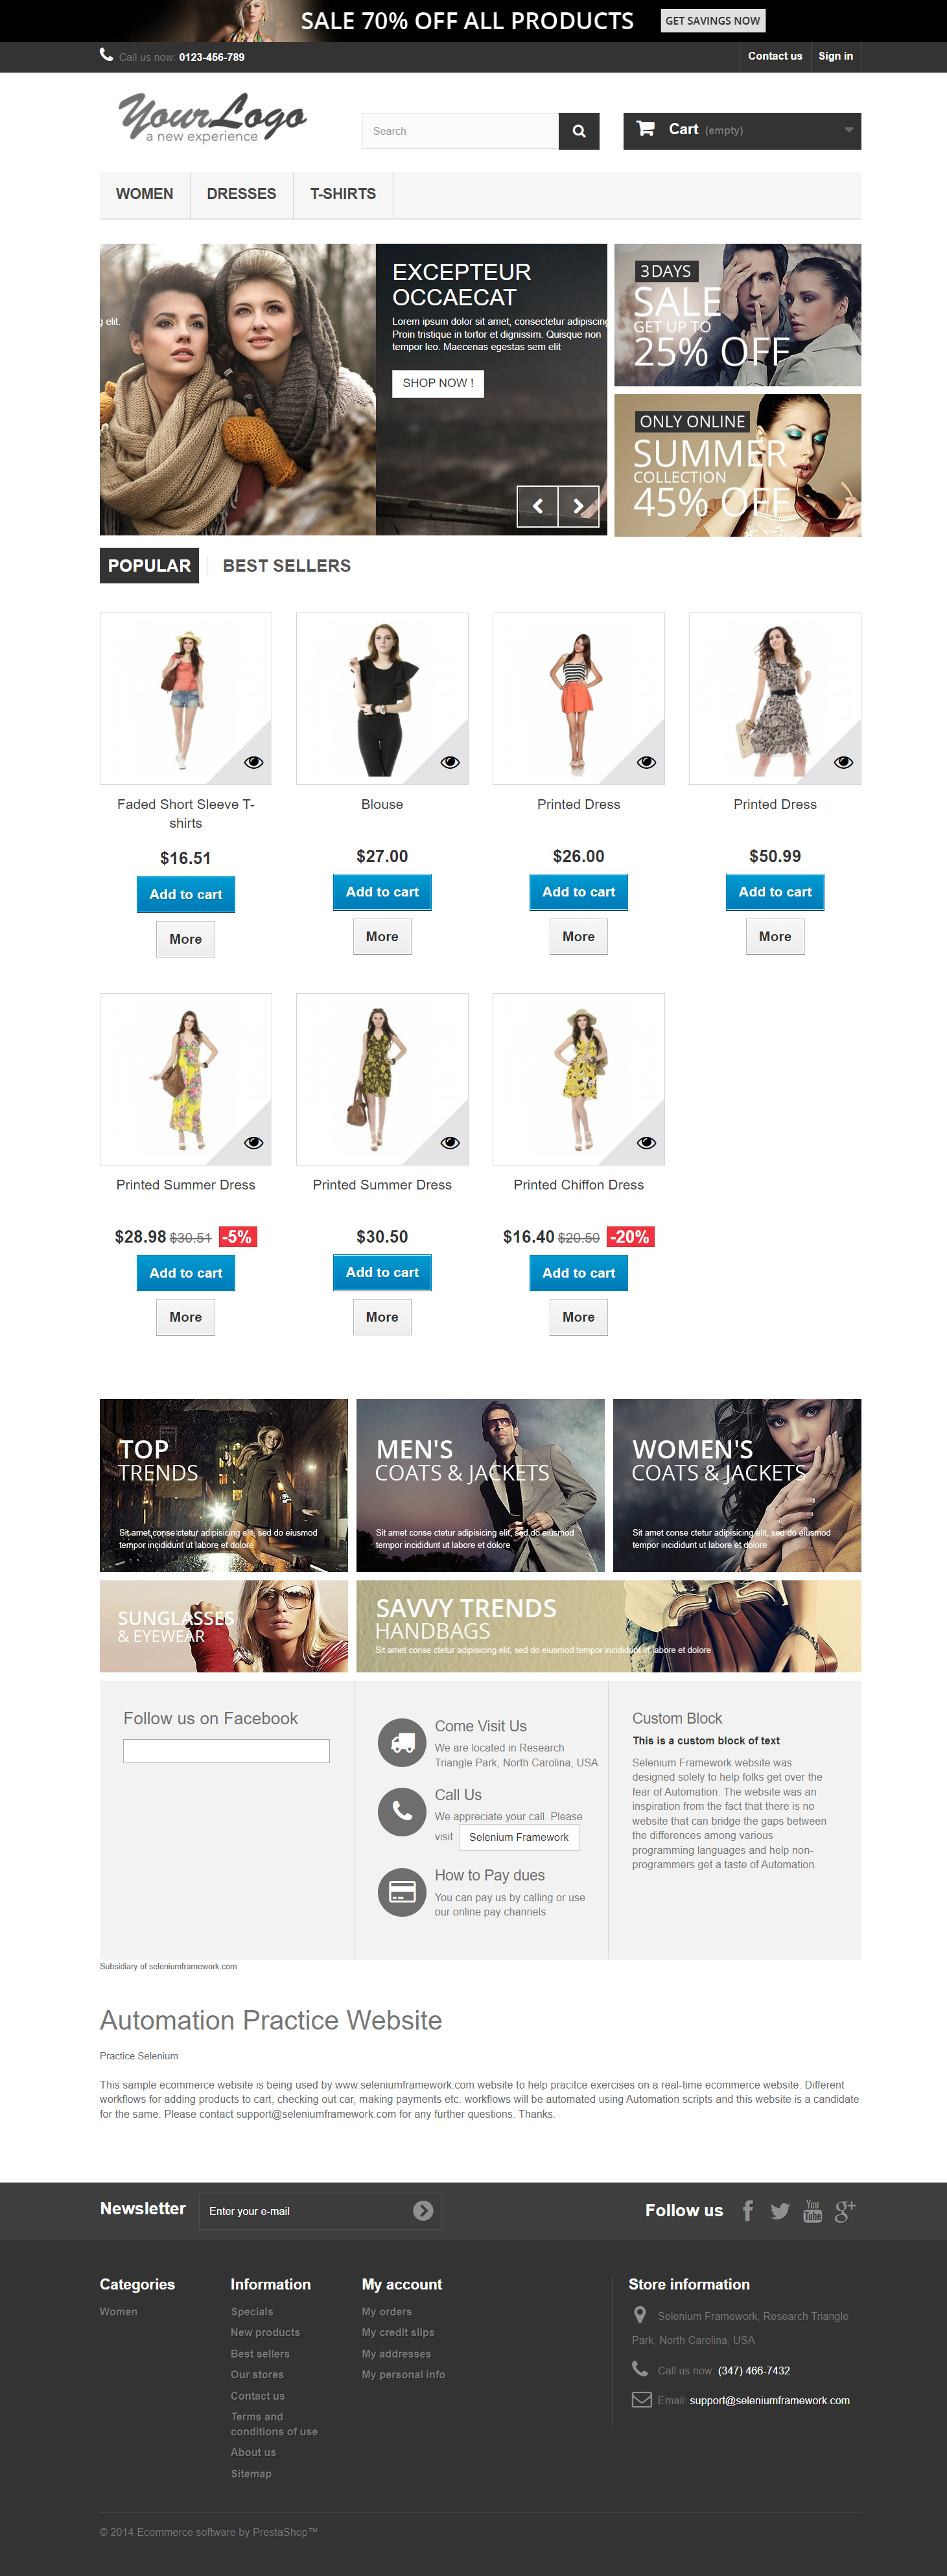 SALE 70% OFF ALL PRODUCTS GET SAVINGS NOW
Call us now: 0123-456-789 Contact us Sign in
YourLogo
a new experience
Search
Cart (empty)
WOMEN DRESSES T-SHIRTS
g elit.
EXCEPTEUR
OCCAECAT
Lorem ipsum dolor sit amet, consectetur adipiscing
Proin tristique in tortor et dignissim. Quisque non
tempor leo. Maecenas egestas sem elit
SHOP NOW !
3 DAYS
SALE
GET UP TO
25% OFF
ONLY ONLINE
SUMMER
COLLECTION
45% OFF
POPULAR BEST SELLERS
Faded Short Sleeve T-
shirts
$16.51
Add to cart
More
Blouse
$27.00
Add to cart
More
Printed Dress
$26.00
Add to cart
More
Printed Dress
$50.99
Add to cart
More
Printed Summer Dress
$28.98 $30.51 -5%
Add to cart
More
Printed Summer Dress
$30.50
Add to cart
More
Printed Chiffon Dress
$16.40 $20.50 -20%
Add to cart
More
TOP
TRENDS
Sit amet conse ctetur adipisicing elit, sed do eiusmod
tempor incididunt ut labore et dolore
MEN'S
COATS & JACKETS
Sit amet conse ctetur adipisicing elit, sed do eiusmod
tempor incididunt ut labore et dolore
WOMEN'S
COATS & JACKETS
Sit amet conse ctetur adipisicing elit, sed do eiusmod
tempor incididunt ut labore et dolore
SUNGLASSES
& EYEWEAR
SAVVY TRENDS
HANDBAGS
Sit amet conse ctetur adipisicing elit, sed do eiusmod tempor incididunt ut labore et dolore
Follow us on Facebook
Come Visit Us
We are located in Research
Triangle Park, North Carolina, USA
Call Us
We appreciate your call. Please
visit Selenium Framework
How to Pay dues
You can pay us by calling or use
our online pay channels
Custom Block
This is a custom block of text
Selenium Framework website was
designed solely to help folks get over the
fear of Automation. The website was an
inspiration from the fact that there is no
website that can bridge the gaps between
the differences among various
programming languages and help non-
programmers get a taste of Automation.
Subsidiary of seleniumframework.com
Automation Practice Website
Practice Selenium
This sample ecommerce website is being used by www.seleniumframework.com website to help pracitce exercises on a real-time ecommerce website. Different
workflows for adding products to cart, checking out car, making payments etc. workflows will be automated using Automation scripts and this website is a candidate
for the same. Please contact support@seleniumframework.com for any further questions. Thanks.
Newsletter Enter your e-mail
Follow us
You
Tube
g+
Categories
Women
Information
Specials
New products
Best sellers
Our stores
Contact us
Terms and
conditions of use
About us
Sitemap
My account
My orders
My credit slips
My addresses
My personal info
Store information
Selenium Framework, Research Triangle
Park, North Carolina, USA
Call us now: (347) 466-7432
Email: support@seleniumframework.com
© 2014 Ecommerce software by PrestaShop™